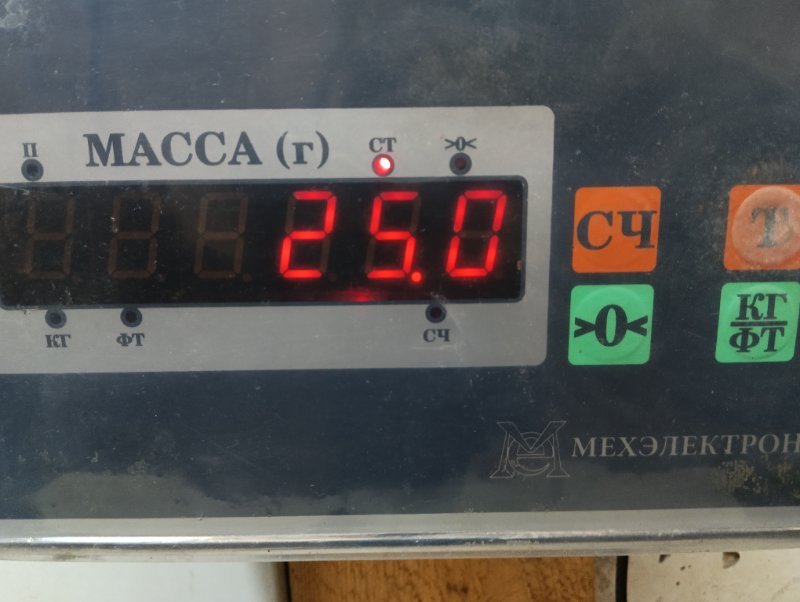 П МАССА (г) СТ >0<
25.0
КГ ФТ СЧ
СЧ Т
>0< КГ
ФТ
МЕХЭЛЕКТРОН